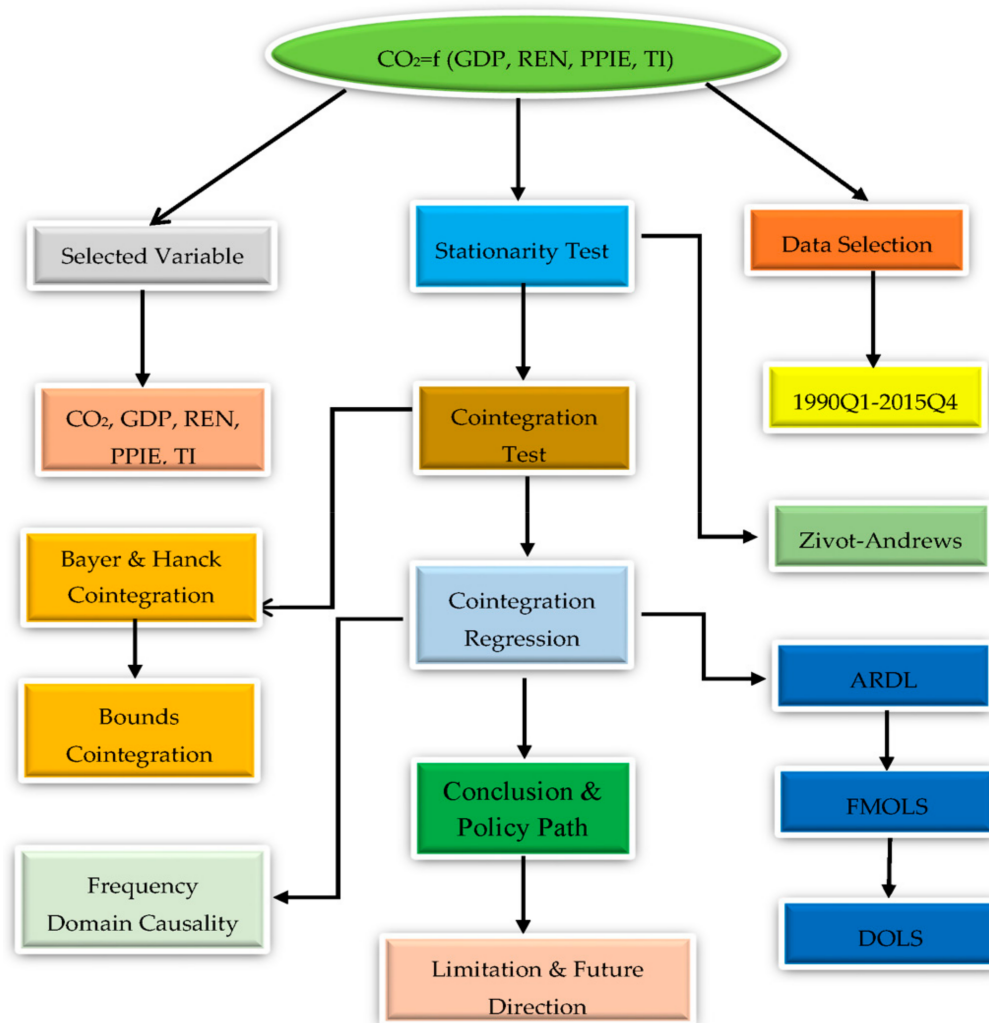 CO₂=f (GDP, REN, PPIE, TI)
Selected Variable
Stationarity Test
Data Selection
CO₂, GDP, REN,
PPIE, TI
Cointegration
Test
1990Q1-2015Q4
Bayer & Hanck
Cointegration
Zivot-Andrews
Cointegration
Regression
Bounds
Cointegration
ARDL
Conclusion &
Policy Path
FMOLS
Frequency
Domain Causality
DOLS
Limitation & Future
Direction